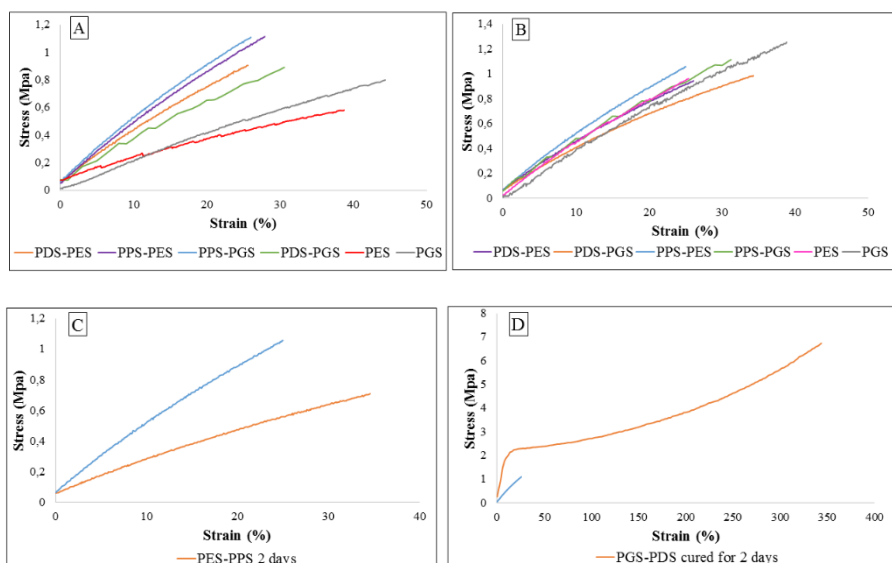 A
Stress (Mpa)
1,2
1
0,8
0,6
0,4
0,2
0
0 10 20 30 40 50
Strain (%)
PDS-PES PPS-PES PPS-PGS PDS-PGS PES PGS
B
Stress (Mpa)
1,4
1,2
1
0,8
0,6
0,4
0,2
0
0 10 20 30 40 50
Strain (%)
PDS-PES PDS-PGS PPS-PES PPS-PGS PES PGS
C
Stress (Mpa)
1,2
1
0,8
0,6
0,4
0,2
0
0 10 20 30 40
Strain (%)
PES-PPS 2 days
D
Stress (Mpa)
8
7
6
5
4
3
2
1
0
0 50 100 150 200 250 300 350 400
Strain (%)
PGS-PDS cured for 2 days